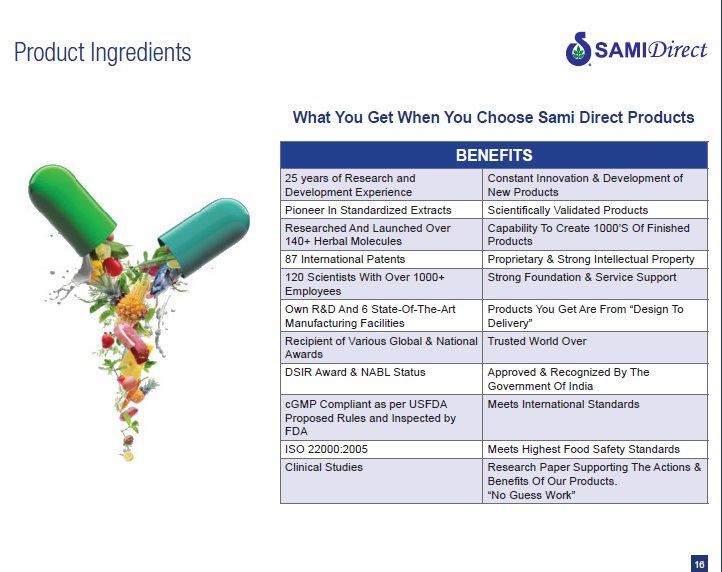 Product Ingredients
SAMIDirect
What You Get When You Choose Sami Direct Products
BENEFITS
25 years of Research and
Development Experience
Constant Innovation & Development of
New Products
Pioneer In Standardized Extracts
Scientifically Validated Products
Researched And Launched Over
140+ Herbal Molecules
Capability To Create 1000'S Of Finished
Products
87 International Patents
Proprietary & Strong Intellectual Property
120 Scientists With Over 1000+
Employees
Strong Foundation & Service Support
Own R&D And 6 State-Of-The-Art
Manufacturing Facilities
Products You Get Are From “Design To
Delivery”
Recipient of Various Global & National
Awards
Trusted World Over
DSIR Award & NABL Status
Approved & Recognized By The
Government Of India
cGMP Compliant as per USFDA
Proposed Rules and Inspected by
FDA
Meets International Standards
ISO 22000:2005
Meets Highest Food Safety Standards
Clinical Studies
Research Paper Supporting The Actions &
Benefits Of Our Products.
“No Guess Work”
16